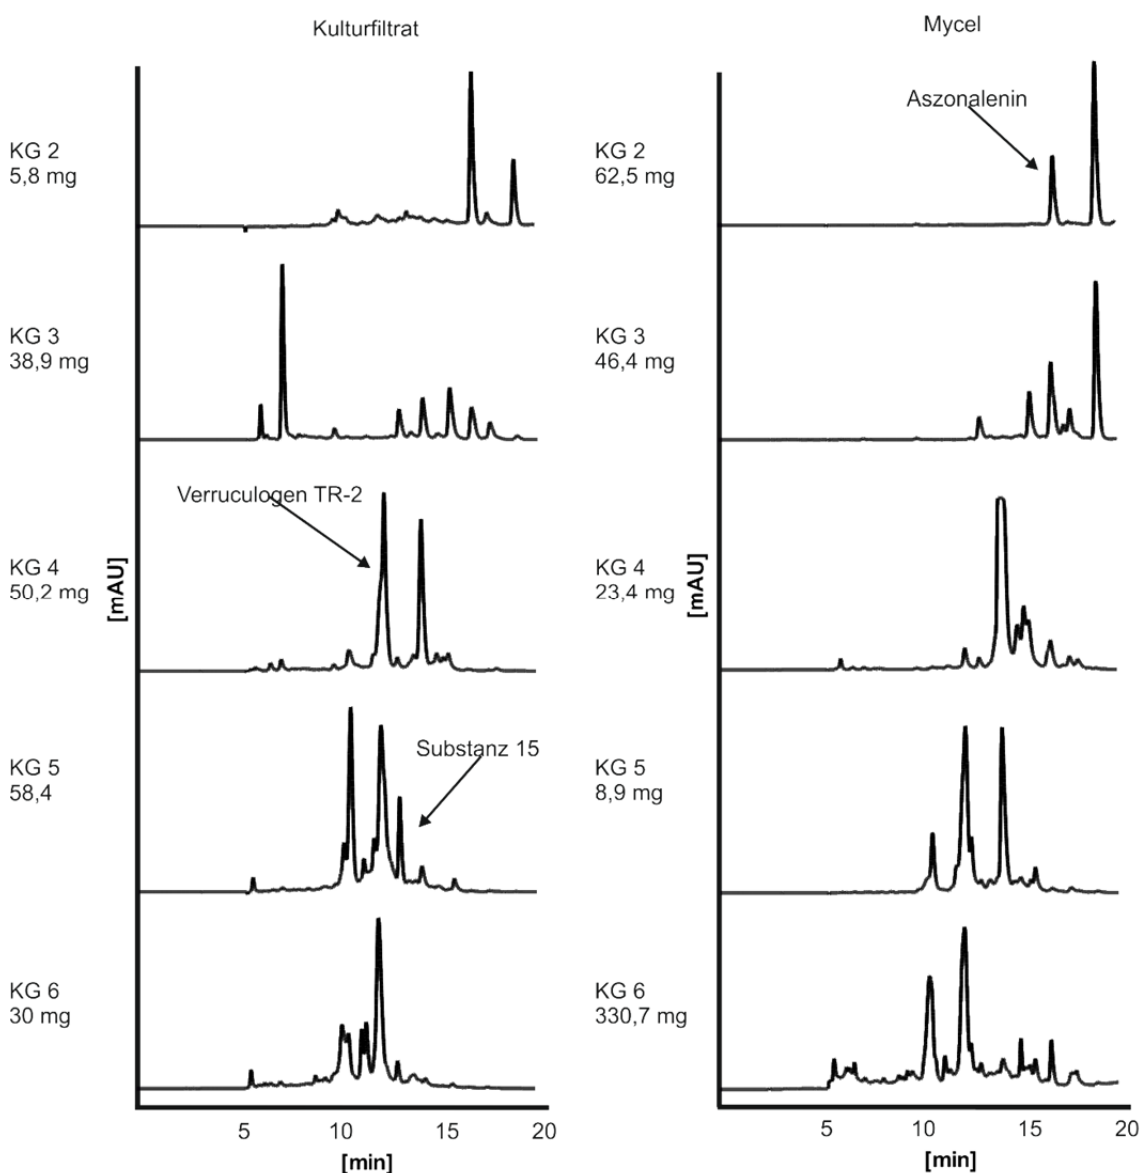 Kulturfiltrat
KG 2
5,8 mg
KG 3
38,9 mg
Verruculogen TR-2
KG 4
50,2 mg
[mAU]
KG 5
58,4
Substanz 15
KG 6
30 mg
5 10 15 20
[min]
Mycel
Aszonalenin
KG 2
62,5 mg
KG 3
46,4 mg
KG 4
23,4 mg
[mAU]
KG 5
8,9 mg
KG 6
330,7 mg
5 10 15 20
[min]